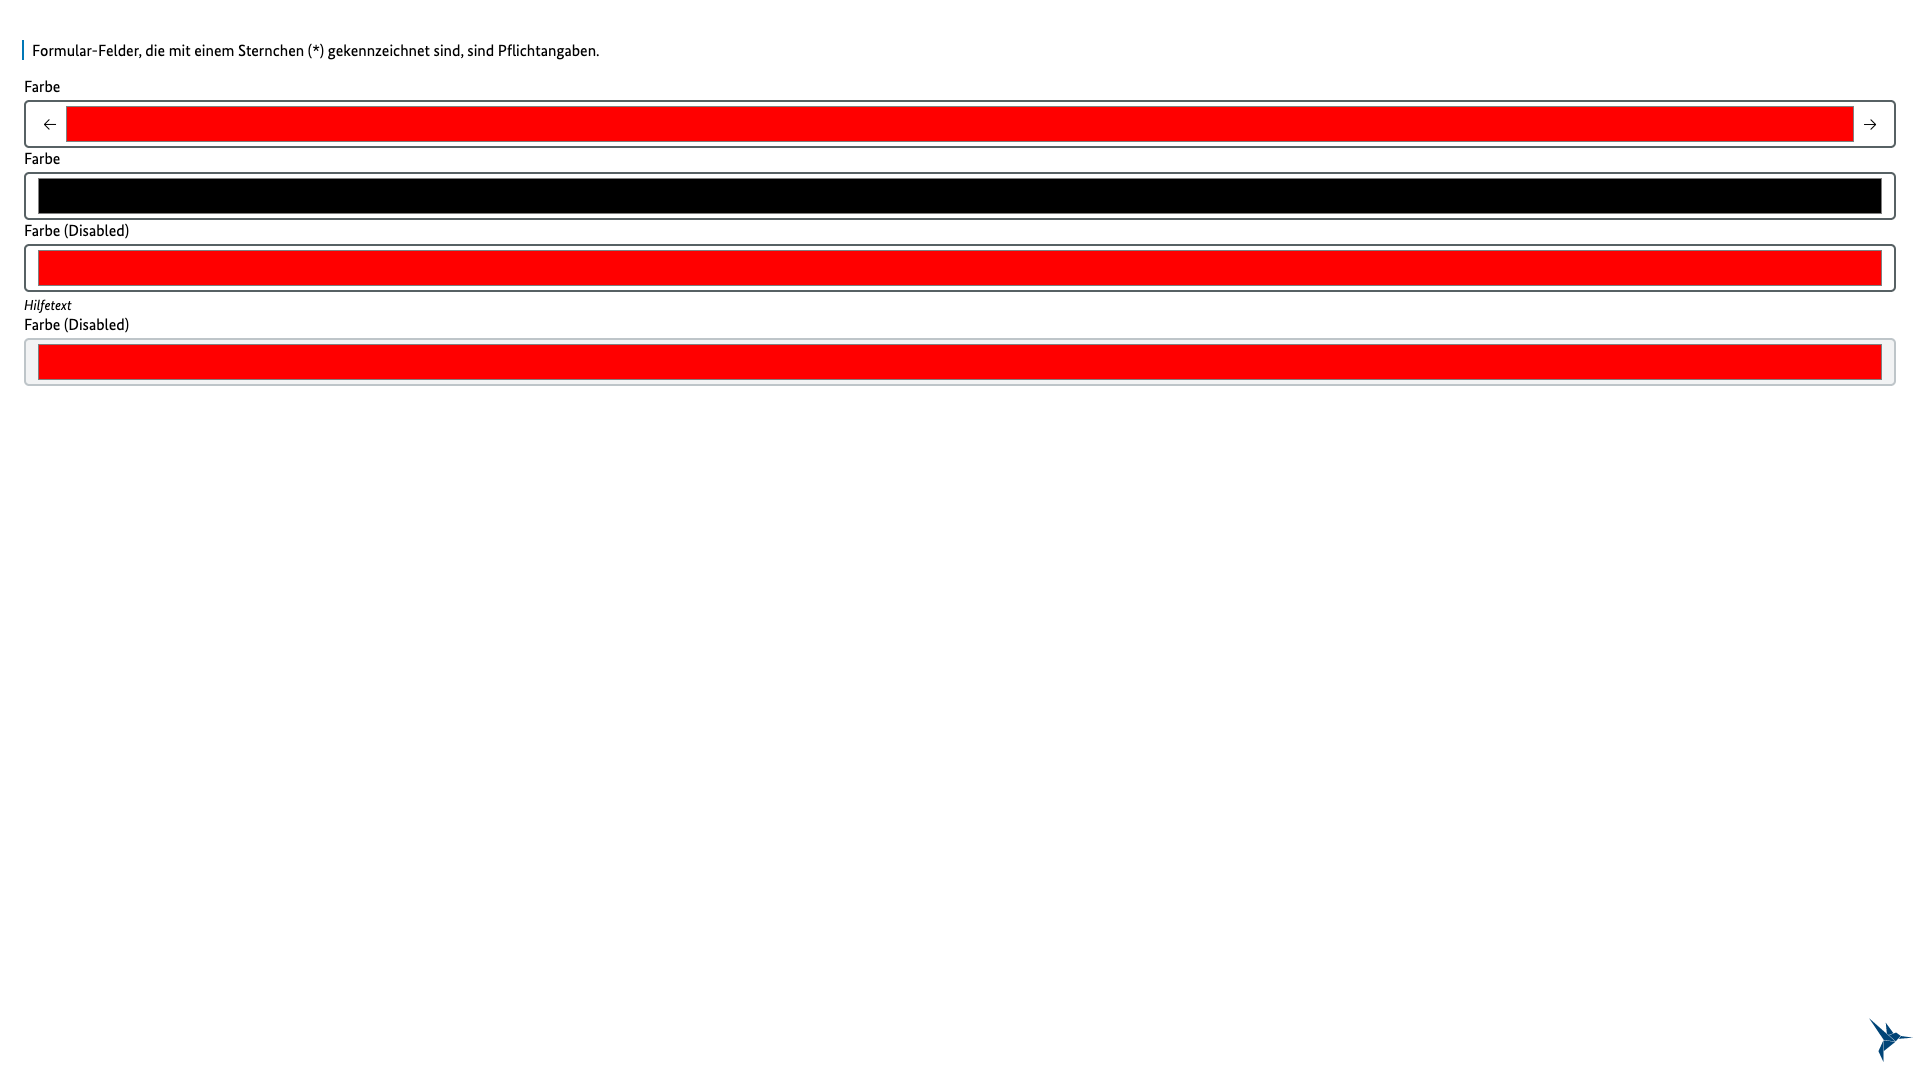 Formular-Felder, die mit einem Sternchen (*) gekennzeichnet sind, sind Pflichtangaben.
Farbe
Farbe
Farbe (Disabled)
Hilfetext
Farbe (Disabled)